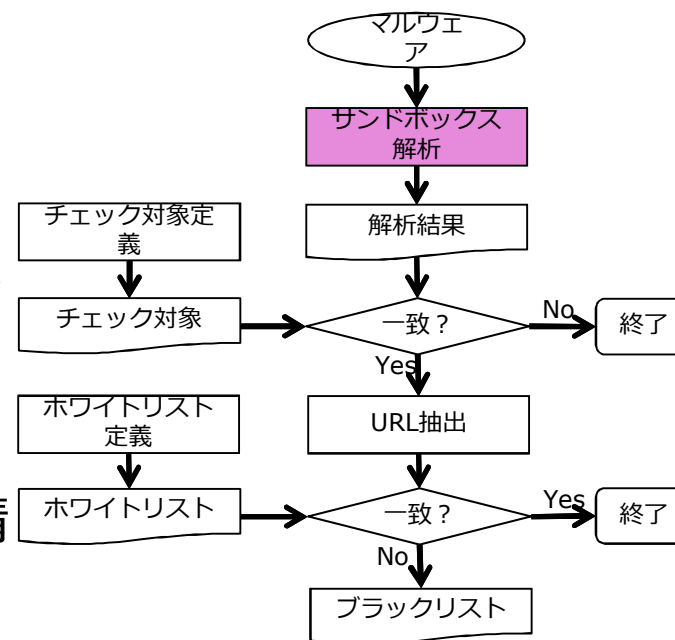 マルウェ
ア
サンドボックス
解析
チェック対象定
義
解析結果
チェック対象
一致？
No
終了
Yes
ホワイトリスト
定義
URL抽出
ホワイトリスト
一致？
Yes
終了
No
ブラックリスト